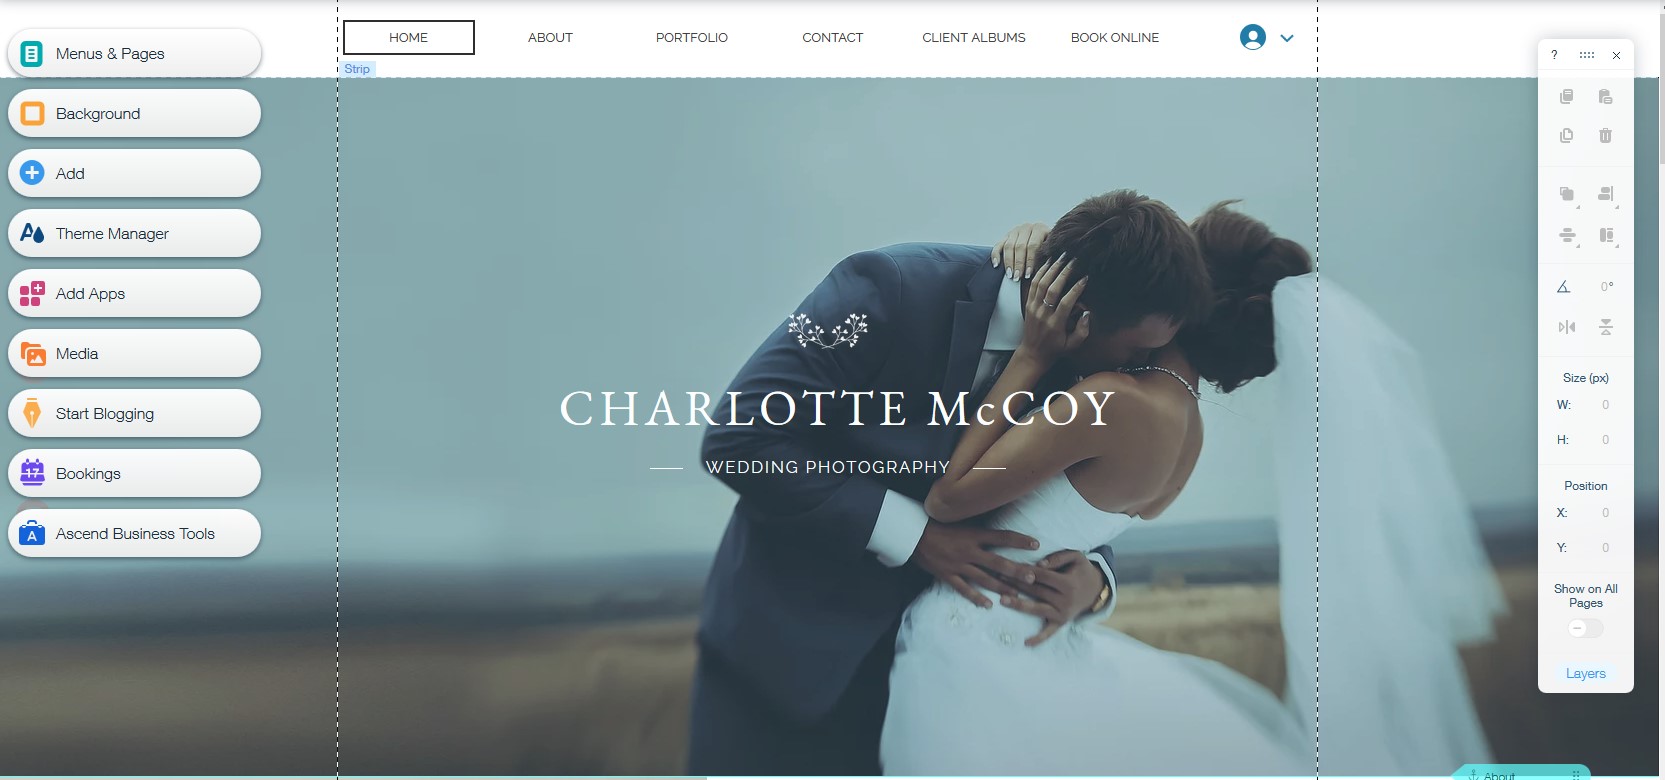 HOME
ABOUT
PORTFOLIO
CONTACT
CLIENT ALBUMS
BOOK ONLINE
Strip
Menus & Pages
Background
Add
Theme Manager
Add Apps
Media
Start Blogging
17
Bookings
A
Ascend Business Tools
CHARLOTTE McCOY
WEDDING PHOTOGRAPHY
?
0°
Size (px)
W: 0
H: 0
Position
X: 0
Y: 0
Show on All
Pages
Layers
About